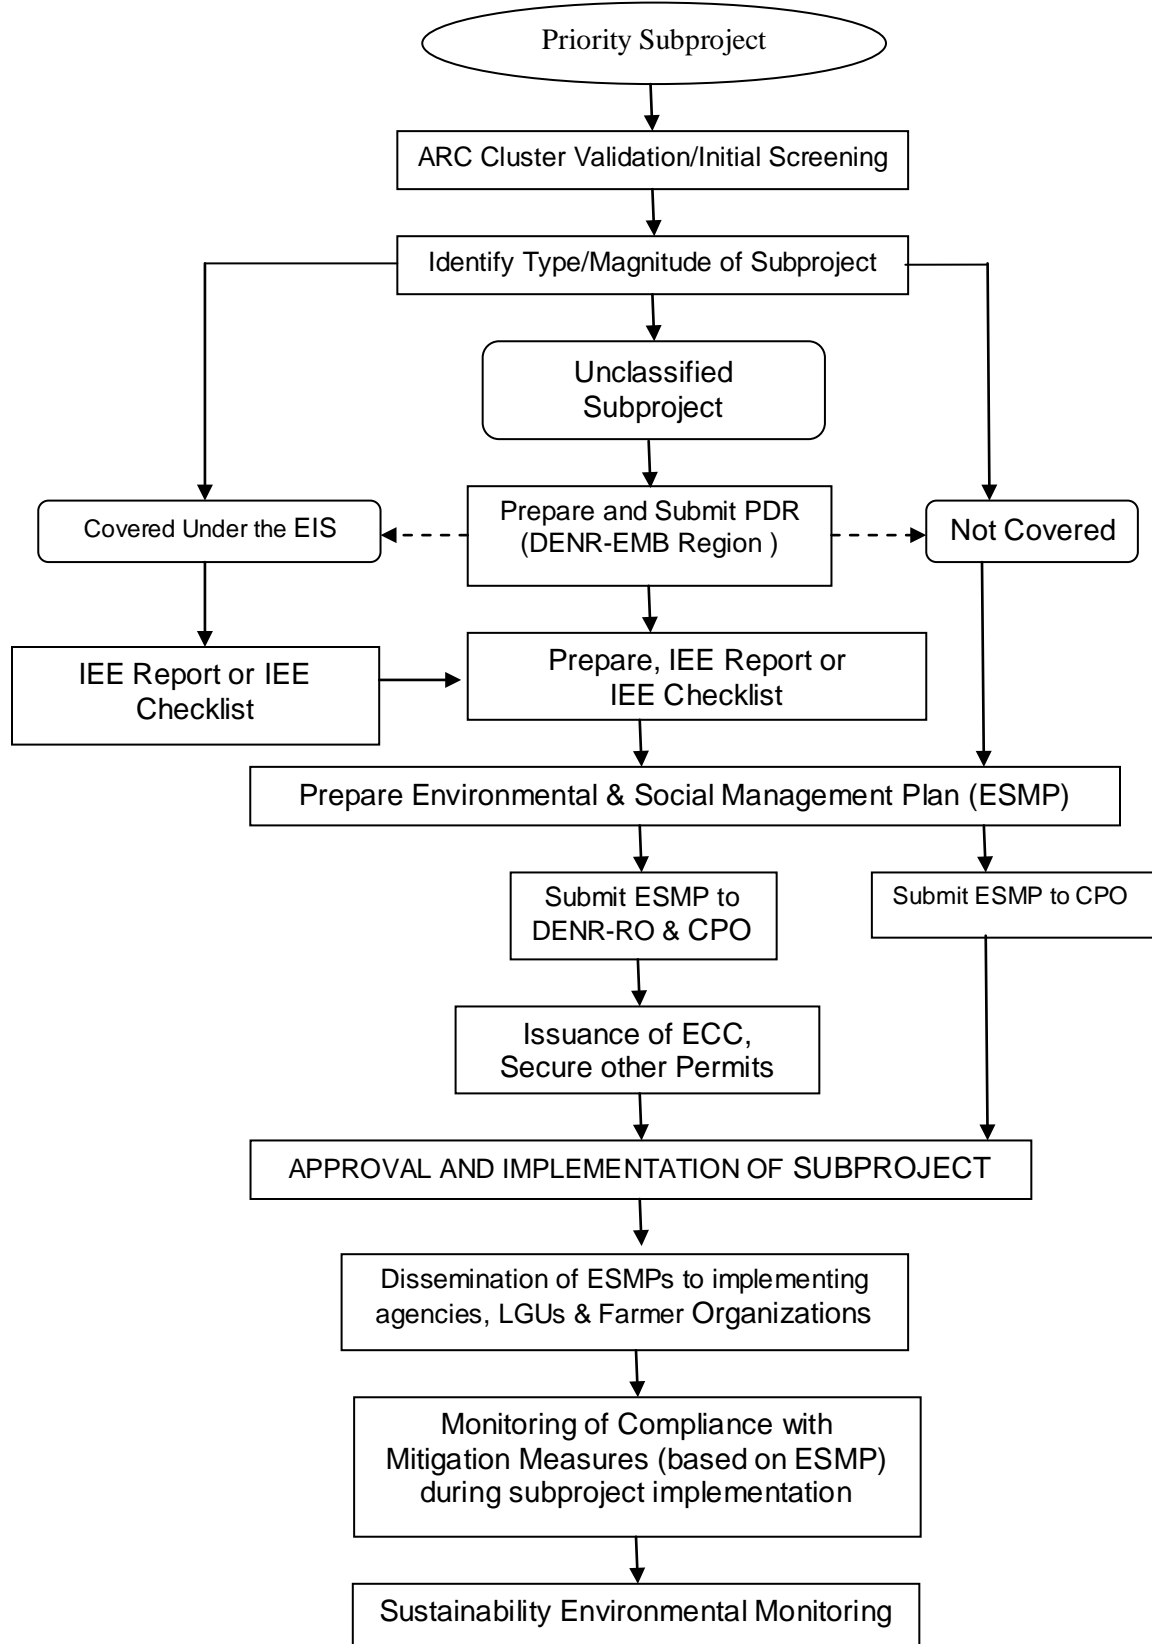 Priority Subproject
ARC Cluster Validation/Initial Screening
Identify Type/Magnitude of Subproject
Unclassified
Subproject
Covered Under the EIS
Prepare and Submit PDR
(DENR-EMB Region )
Not Covered
IEE Report or IEE
Checklist
Prepare, IEE Report or
IEE Checklist
Prepare Environmental & Social Management Plan (ESMP)
Submit ESMP to
DENR-RO & CPO
Submit ESMP to CPO
Issuance of ECC,
Secure other Permits
APPROVAL AND IMPLEMENTATION OF SUBPROJECT
Dissemination of ESMPs to implementing
agencies, LGUs & Farmer Organizations
Monitoring of Compliance with
Mitigation Measures (based on ESMP)
during subproject implementation
Sustainability Environmental Monitoring